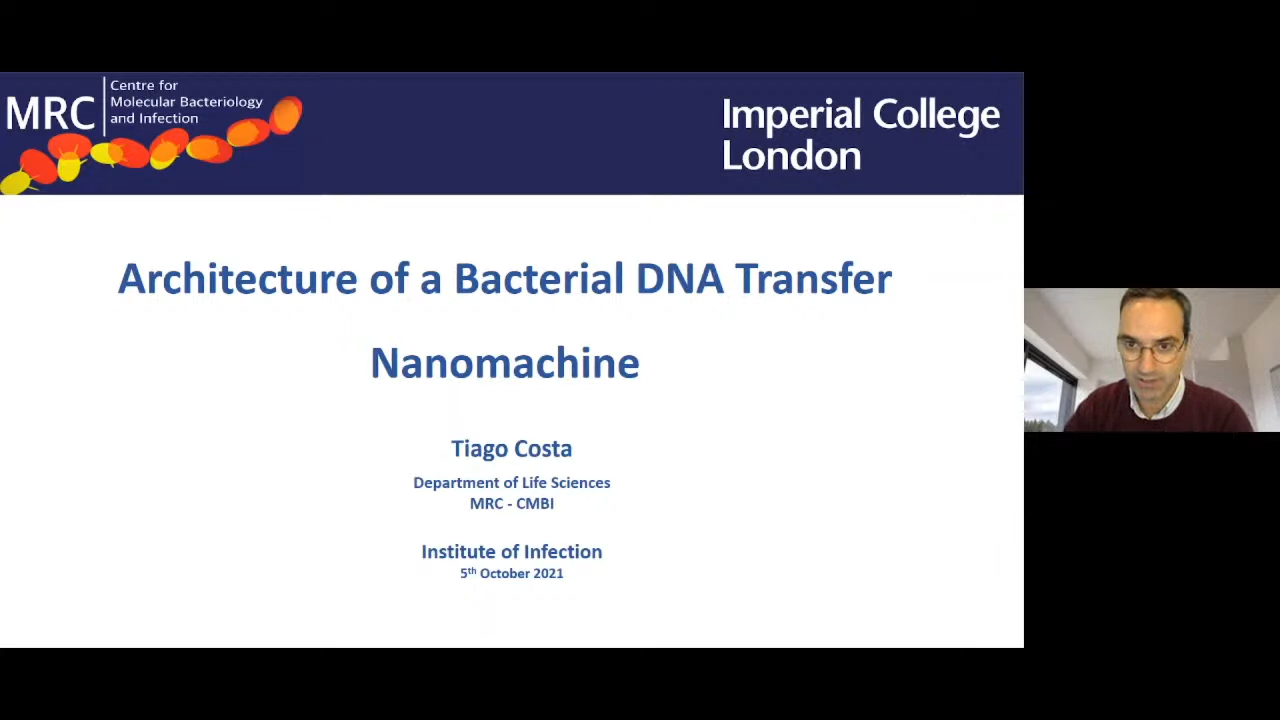 MRC
Centre for
Molecular Bacteriology
and Infection
Imperial College
London
Architecture of a Bacterial DNA Transfer
Nanomachine
Tiago Costa
Department of Life Sciences
MRC - CMBI
Institute of Infection
5th October 2021